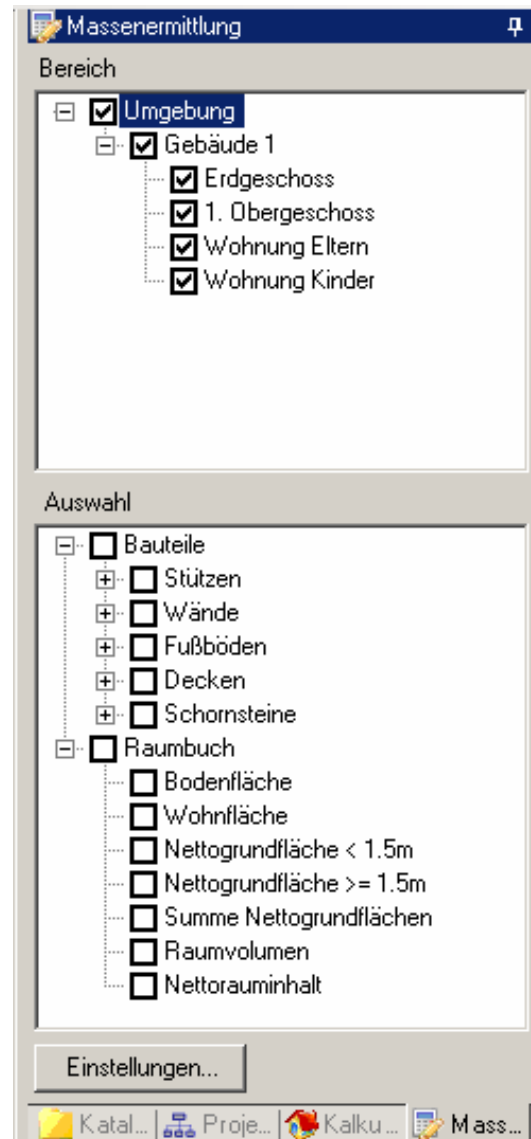 Massenermittlung
Bereich
Umgebung
Gebäude 1
Erdgeschoss
1. Obergeschoss
Wohnung Eltern
Wohnung Kinder
Auswahl
Bauteile
Stützen
Wände
Fußböden
Decken
Schornsteine
Raumbuch
Bodenfläche
Wohnfläche
Nettogrundfläche < 1.5m
Nettogrundfläche >= 1.5m
Summe Nettogrundflächen
Raumvolumen
Nettorauminhalt
Einstellungen...
Katal... Proje... Kalku ... Mass...